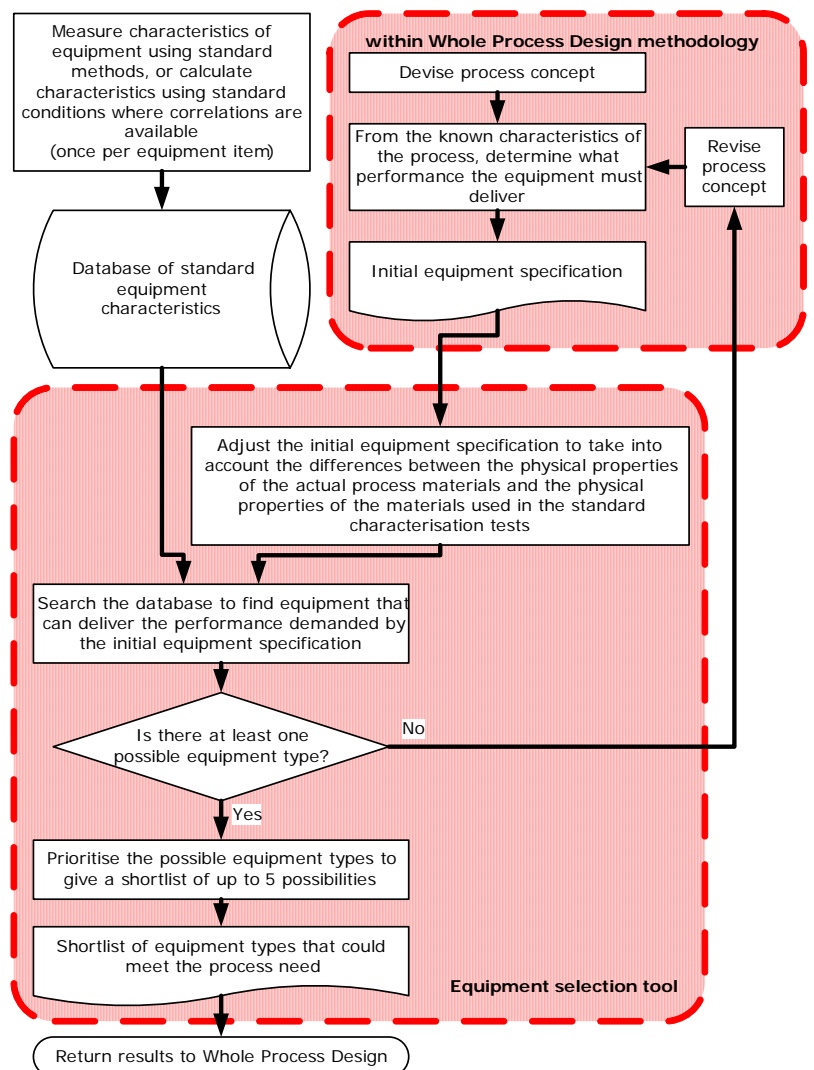 Measure characteristics of
equipment using standard
methods, or calculate
characteristics using standard
conditions where correlations are
available
(once per equipment item)
within Whole Process Design methodology
Devise process concept
From the known characteristics of
the process, determine what
performance the equipment must
deliver
Revise
process
concept
Initial equipment specification
Database of standard
equipment
characteristics
Adjust the initial equipment specification to take into
account the differences between the physical properties
of the actual process materials and the physical
properties of the materials used in the standard
characterisation tests
Search the database to find equipment that
can deliver the performance demanded by
the initial equipment specification
Is there at least one
possible equipment type?
No
Yes
Prioritise the possible equipment types to
give a shortlist of up to 5 possibilities
Shortlist of equipment types that could
meet the process need
Equipment selection tool
Return results to Whole Process Design